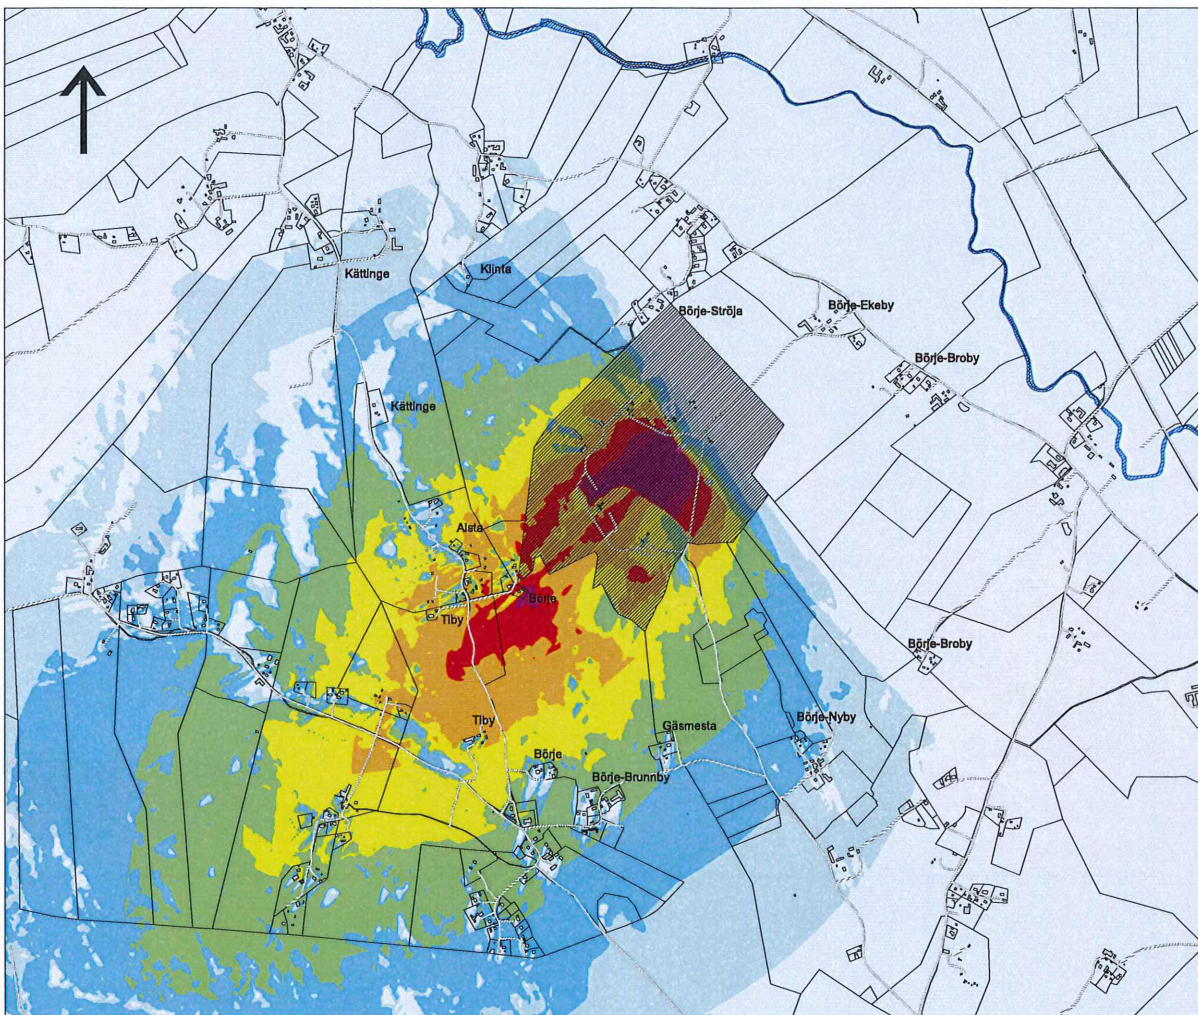 Kättinge
Klinta
Börje-Ströja
Börje-Ekeby
Börje-Broby
Kättinge
Alsta
Börje
Tiby
Börje-Broby
Tiby
Gäsmesta
Börje-Nyby
Börje
Börje-Brunnby